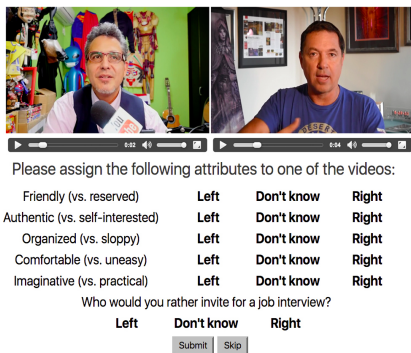 DESERT
0:02
0:04
Please assign the following attributes to one of the videos:
Friendly (vs. reserved) Left Don't know Right
Authentic (vs. self-interested) Left Don't know Right
Organized (vs. sloppy) Left Don't know Right
Comfortable (vs. uneasy) Left Don't know Right
Imaginative (vs. practical) Left Don't know Right
Who would you rather invite for a job interview?
Left Don't know Right
Submit Skip